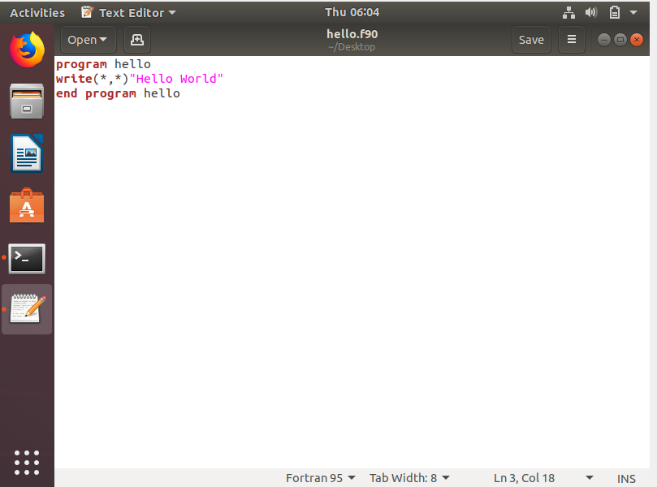 Activities Text Editor Thu 06:04
Open hello.f90 Save
~/Desktop
program hello
write(*,*)"Hello World"
end program hello
Fortran 95 Tab Width: 8 Ln 3, Col 18 INS